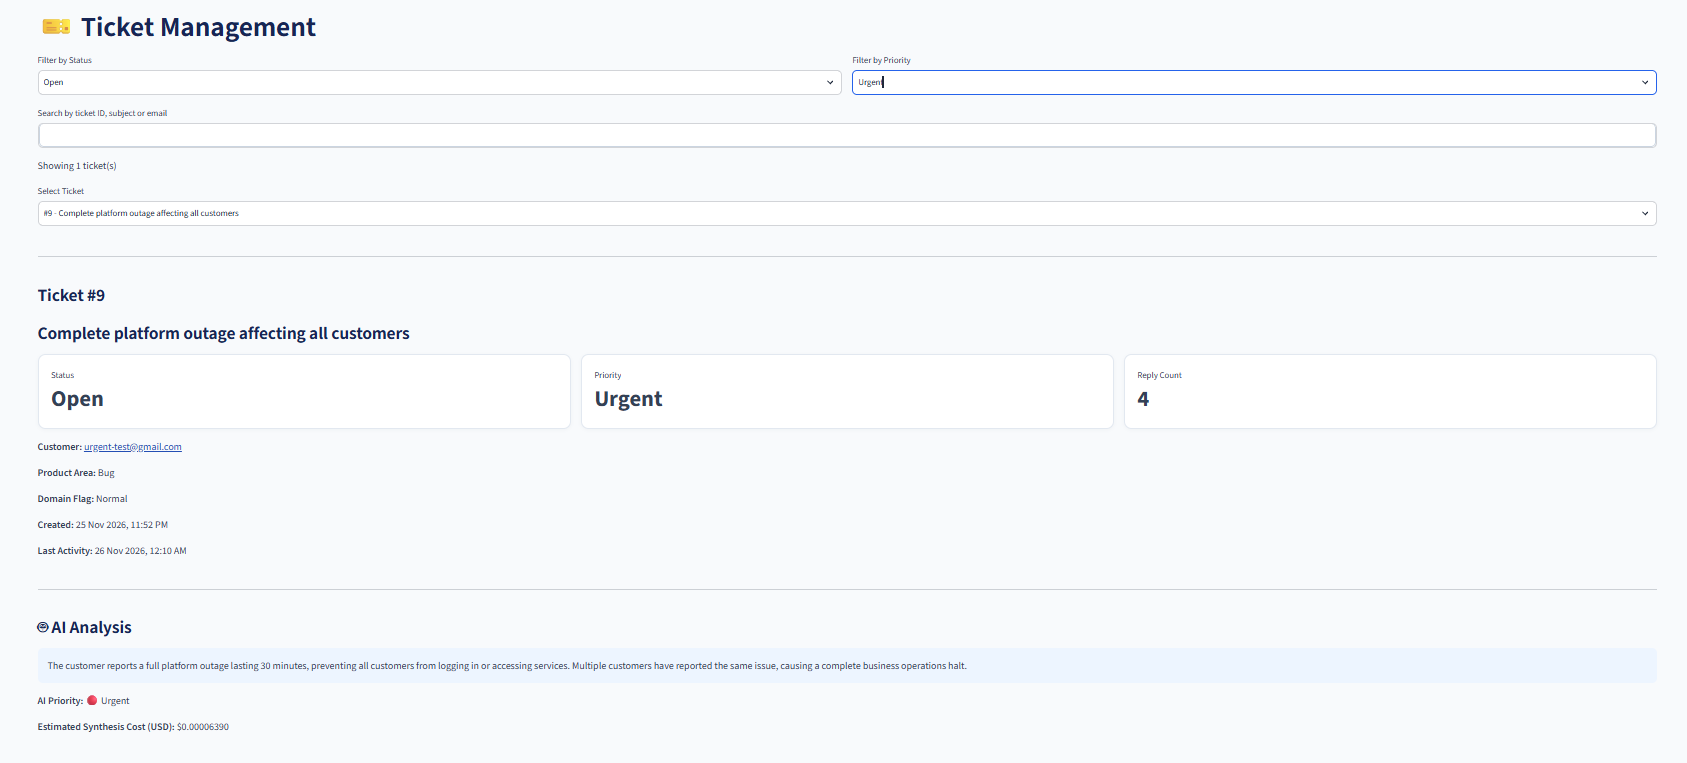 Ticket Management
Filter by Status
Filter by Priority
Open
Urgent
Search by ticket ID, subject or email
Showing 1 ticket(s)
Select Ticket
#9 - Complete platform outage affecting all customers
Ticket #9
Complete platform outage affecting all customers
Status
Open
Priority
Urgent
Reply Count
4
Customer: urgent-test@gmail.com
Product Area: Bug
Domain Flag: Normal
Created: 25 Nov 2026, 11:52 PM
Last Activity: 26 Nov 2026, 12:10 AM
AI Analysis
The customer reports a full platform outage lasting 30 minutes, preventing all customers from logging in or accessing services. Multiple customers have reported the same issue, causing a complete business operations halt.
AI Priority: Urgent
Estimated Synthesis Cost (USD): $0.00006390